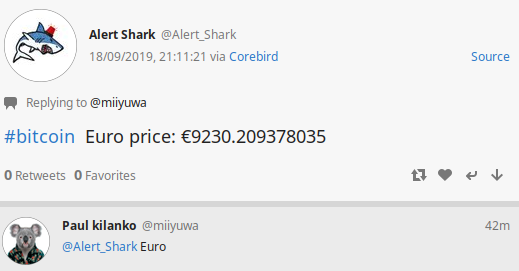 Alert Shark @Alert_Shark
18/09/2019, 21:11:21 via Corebird Source
Replying to @miiyuwa
#bitcoin Euro price: €9230.209378035
0 Retweets 0 Favorites
Paul kilanko @miiyuwa 42m
@Alert_Shark Euro